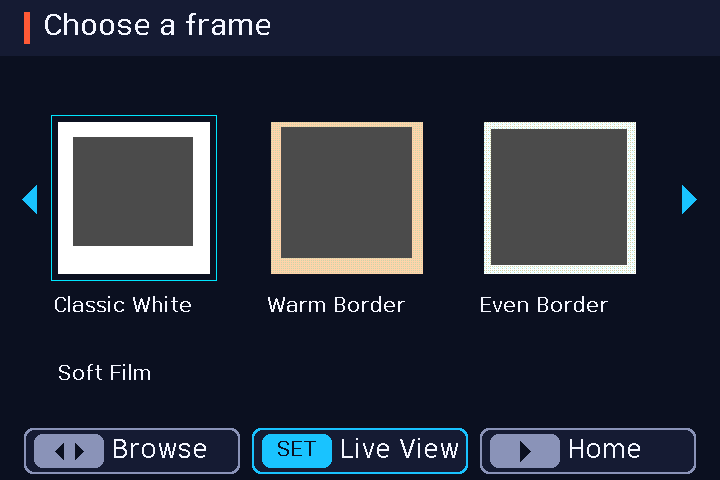 Choose a frame
Classic White
Warm Border
Even Border
Soft Film
Browse
SET Live View
Home